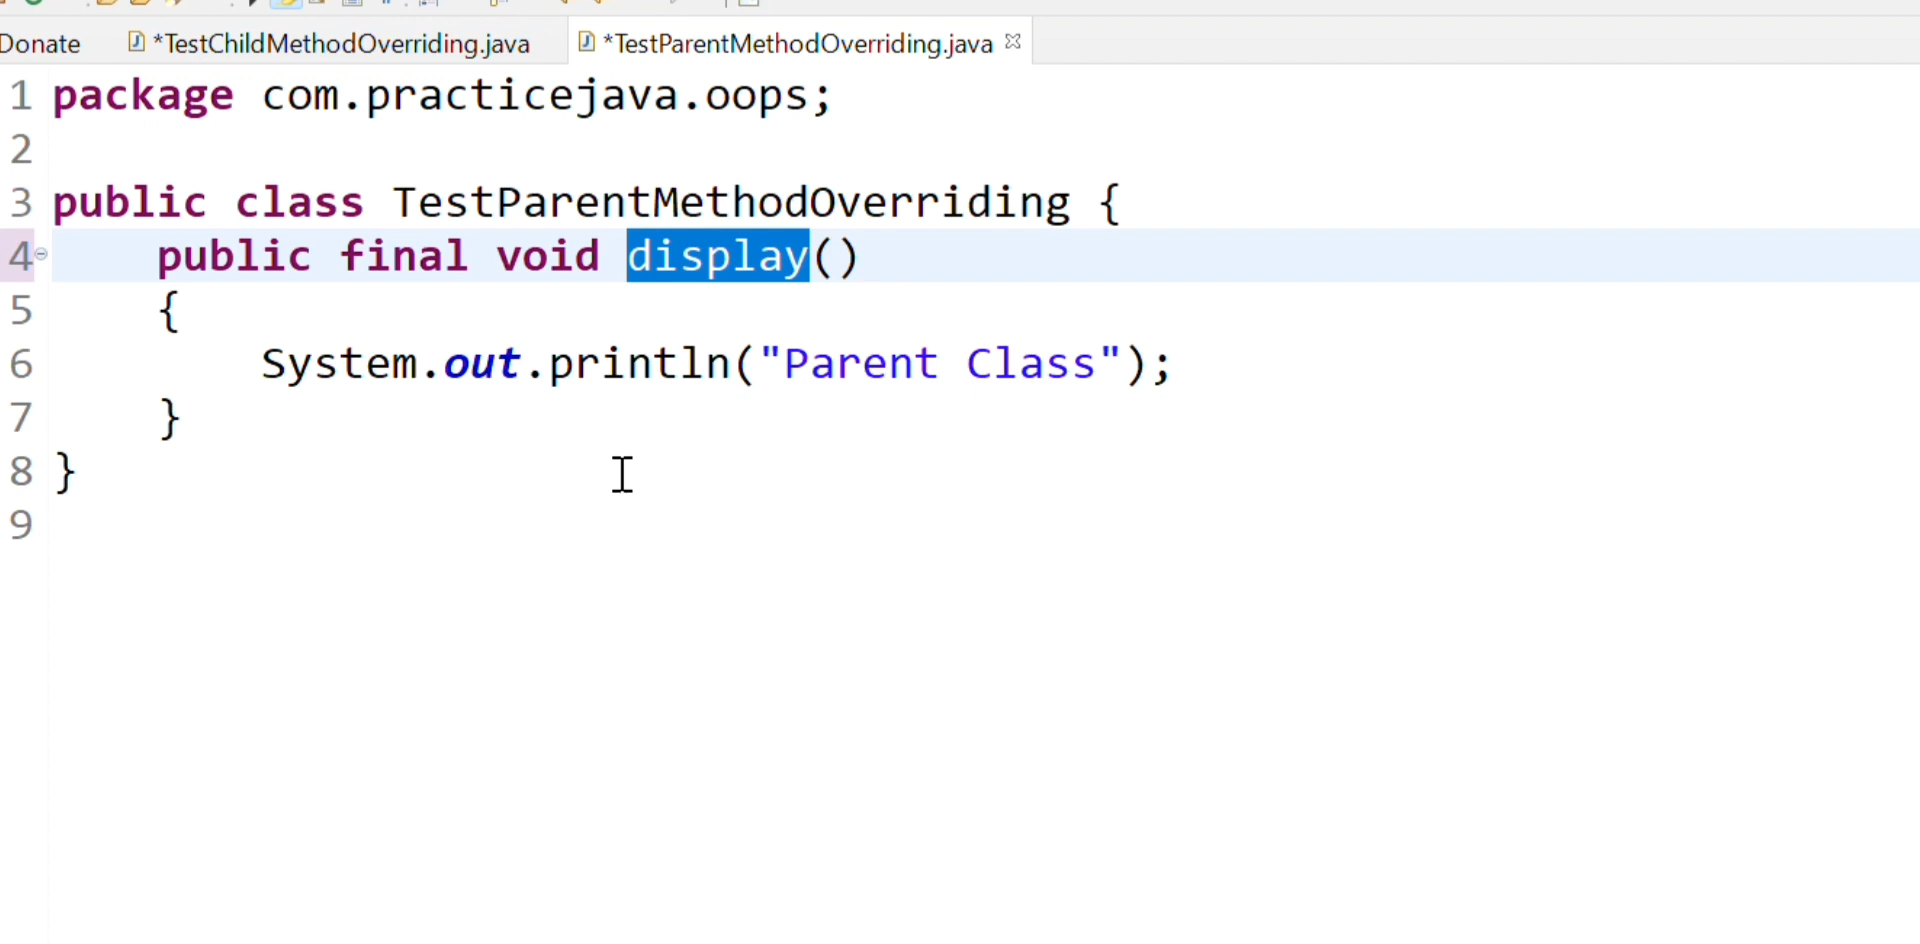 Donate *TestChildMethodOverriding.java *TestParentMethodOverriding.java
1 package com.practicejava.oops;
2
3 public class TestParentMethodOverriding {
4 public final void display()
5 {
6 System.out.println("Parent Class");
7 }
8 }
9